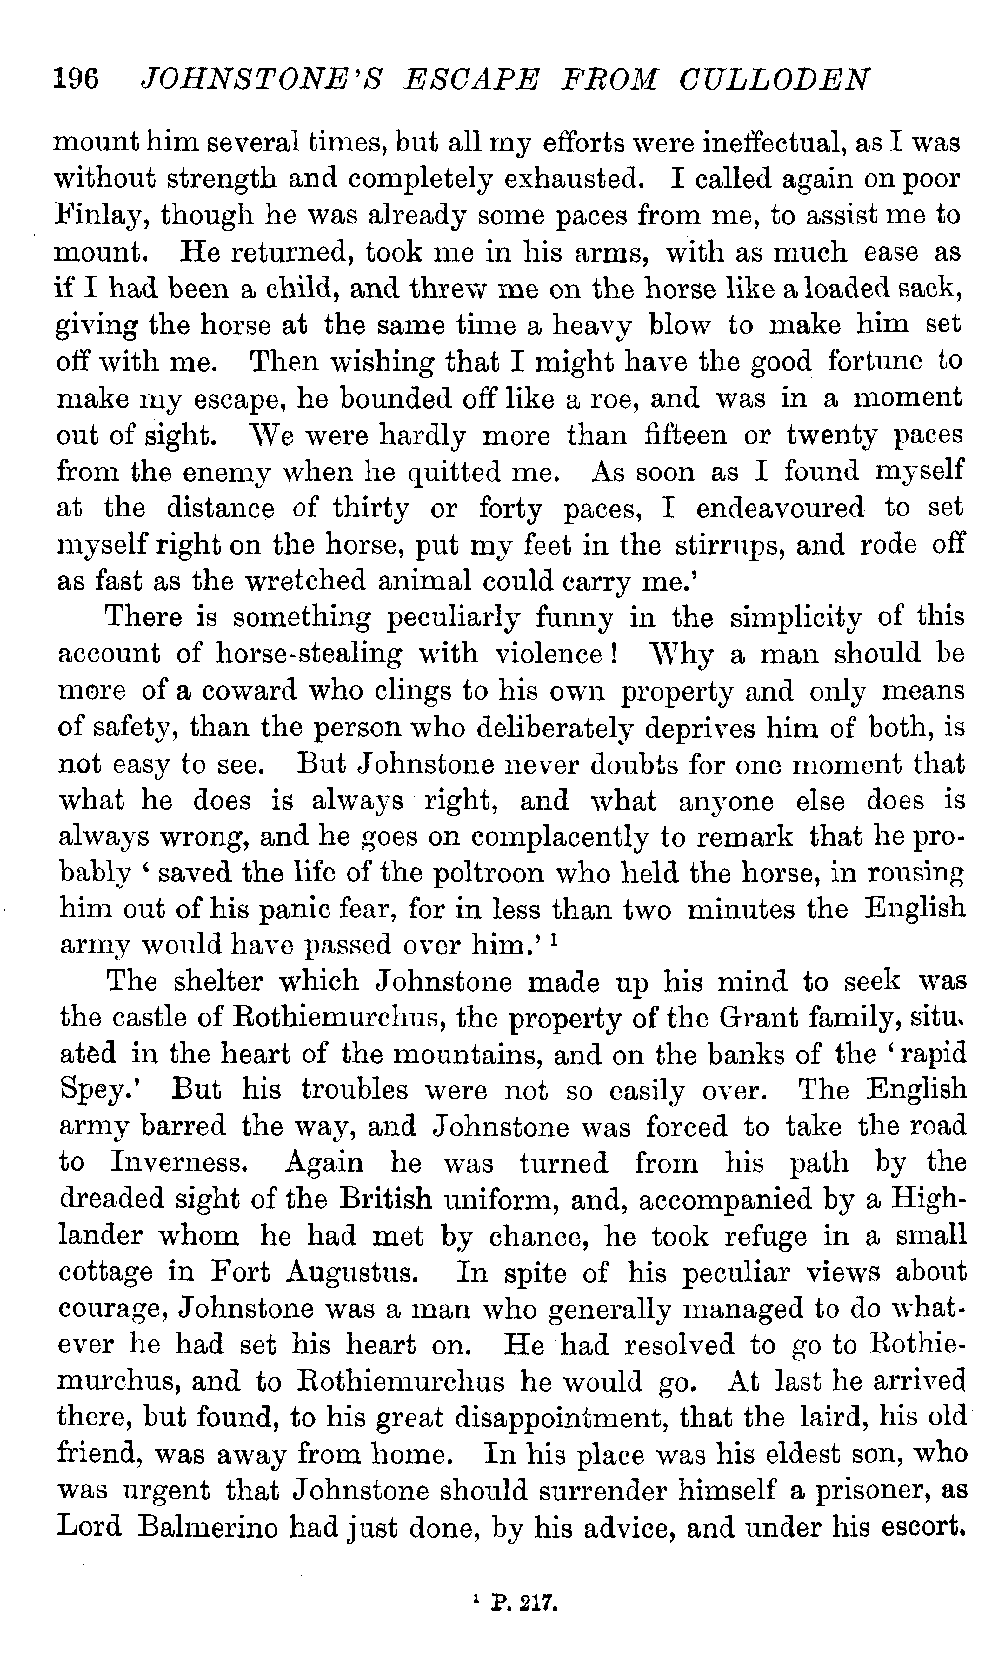 196 JOHNSTONE'S ESCAPE FROM CULLODEN
mount him several times, but all my efforts were ineffectual, as I was
without strength and completely exhausted. I called again on poor
Finlay, though he was already some paces from me, to assist me to
mount. He returned, took me in his arms, with as much ease as
if I had been a child, and threw me on the horse like a loaded sack,
giving the horse at the same time a heavy blow to make him set
off with me. Then wishing that I might have the good fortune to
make my escape, he bounded off like a roe, and was in a moment
out of sight. We were hardly more than fifteen or twenty paces
from the enemy when he quitted me. As soon as I found myself
at the distance of thirty or forty paces, I endeavoured to set
myself right on the horse, put my feet in the stirrups, and rode off
as fast as the wretched animal could carry me.'
There is something peculiarly funny in the simplicity of this
account of horse-stealing with violence! Why a man should be
more of a coward who clings to his own property and only means
of safety, than the person who deliberately deprives him of both, is
not easy to see. But Johnstone never doubts for one moment that
what he does is always right, and what anyone else does is
always wrong, and he goes on complacently to remark that he pro-
bably ' saved the life of the poltroon who held the horse, in rousing
him out of his panic fear, for in less than two minutes the English
army would have passed over him.' 1
The shelter which Johnstone made up his mind to seek was
the castle of Rothiemurchus, the property of the Grant family, situ-
ated in the heart of the mountains, and on the banks of the ' rapid
Spey.' But his troubles were not so easily over. The English
army barred the way, and Johnstone was forced to take the road
to Inverness. Again he was turned from his path by the
dreaded sight of the British uniform, and, accompanied by a High-
lander whom he had met by chance, he took refuge in a small
cottage in Fort Augustus. In spite of his peculiar views about
courage, Johnstone was a man who generally managed to do what-
ever he had set his heart on. He had resolved to go to Rothie-
murchus, and to Rothiemurchus he would go. At last he arrived
there, but found, to his great disappointment, that the laird, his old
friend, was away from home. In his place was his eldest son, who
was urgent that Johnstone should surrender himself a prisoner, as
Lord Balmerino had just done, by his advice, and under his escort.
1 P. 217.